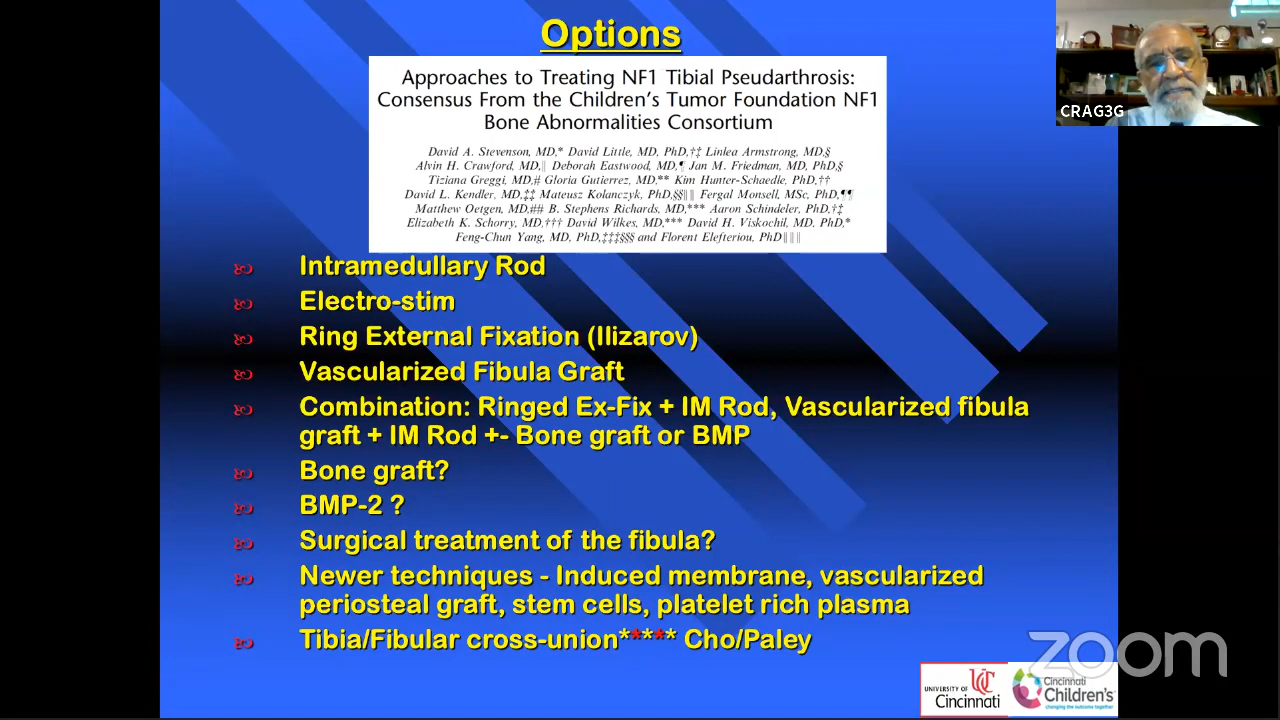 Options
CRAG3G
Approaches to Treating NF1 Tibial Pseudarthrosis:
Consensus From the Children's Tumor Foundation NF1
Bone Abnormalities Consortium
David A. Stevenson, MD,* David Little, MD, PhD,†‡ Linlea Armstrong, MD,§
Alvin H. Crawford, MD,∥ Deborah Eastwood, MD,¶ Jan M. Friedman, MD, PhD,§
Tiziana Greggi, MD,# Gloria Gutierrez, MD,** Kim Hunter-Schaedle, PhD,††
David L. Kendler, MD,‡‡ Mateusz Kolanczyk, PhD,§§∥∥ Fergal Monsell, MSc, PhD,¶¶
Matthew Oetgen, MD,## B. Stephens Richards, MD,*** Aaron Schindeler, PhD,†‡
Elizabeth K. Schorry, MD,††† David Wilkes, MD,*** David H. Viskochil, MD, PhD,*
Feng-Chun Yang, MD, PhD,‡‡‡§§§ and Florent Elefteriou, PhD∥∥∥
Intramedullary Rod
Electro-stim
Ring External Fixation (Ilizarov)
Vascularized Fibula Graft
Combination: Ringed Ex-Fix + IM Rod, Vascularized fibula
graft + IM Rod +- Bone graft or BMP
Bone graft?
BMP-2 ?
Surgical treatment of the fibula?
Newer techniques - Induced membrane, vascularized
periosteal graft, stem cells, platelet rich plasma
Tibia/Fibular cross-union***** Cho/Paley
zoom
UNIVERSITY OF
Cincinnati
Cincinnati
Children's
changing the outcome together